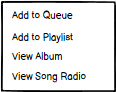 Add to Queue
Add to Playlist
View Album
View Song Radio